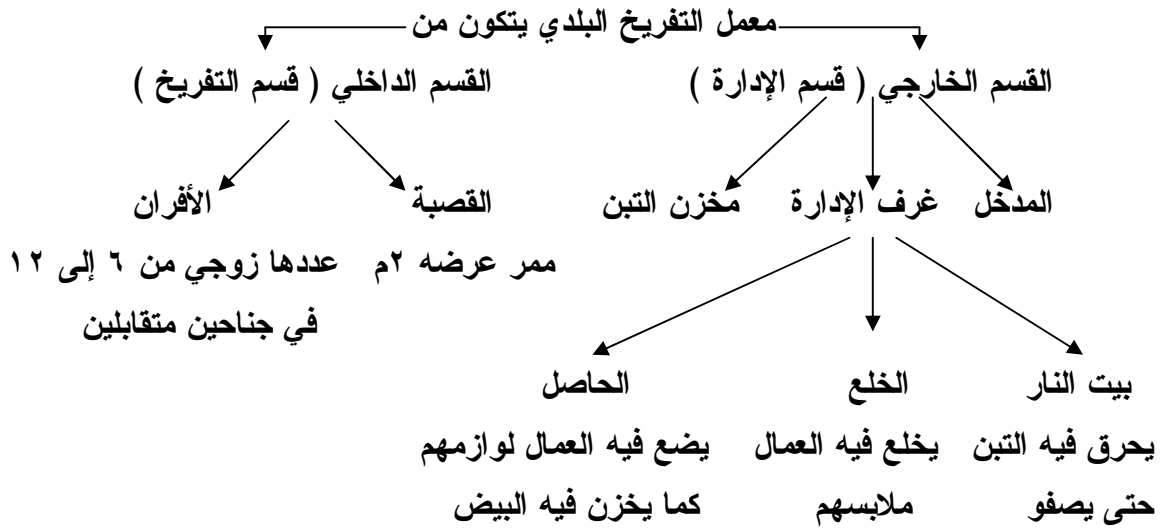 معمل التفريخ البلدي يتكون من
القسم الخارجي ( قسم الإدارة ) القسم الداخلي ( قسم التفريخ )
المدخل غرف الإدارة مخزن التبن القصبة الأفران
ممر عرضه ٢م عددها زوجي من ٦ إلى ١٢
في جناحين متقابلين
بيت النار الخلع الحاصل
يحرق فيه التبن يخلع فيه العمال يضع فيه العمال لوازمهم
حتى يصفو ملابسهم كما يخزن فيه البيض